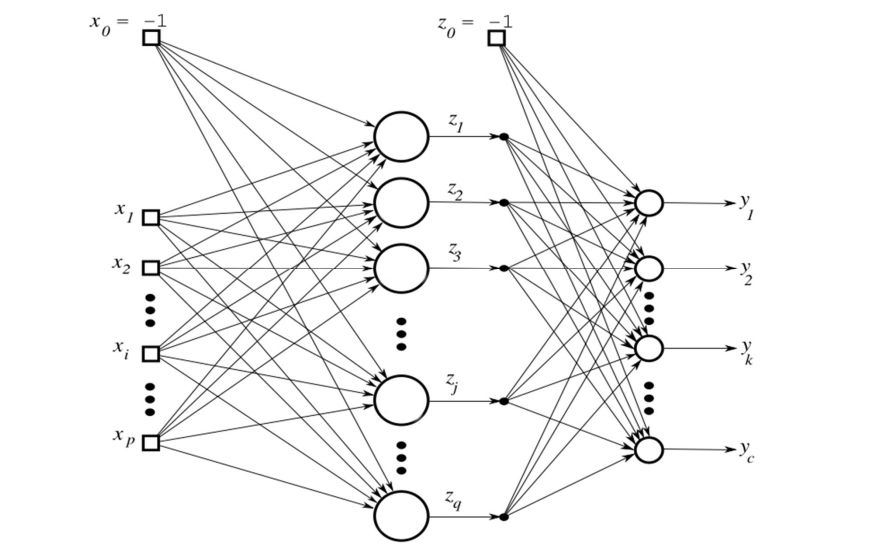 x0 = -1
z0 = -1
z1
x1
z2
y1
x2
z3
y2
xi
yk
zj
xp
yc
zq